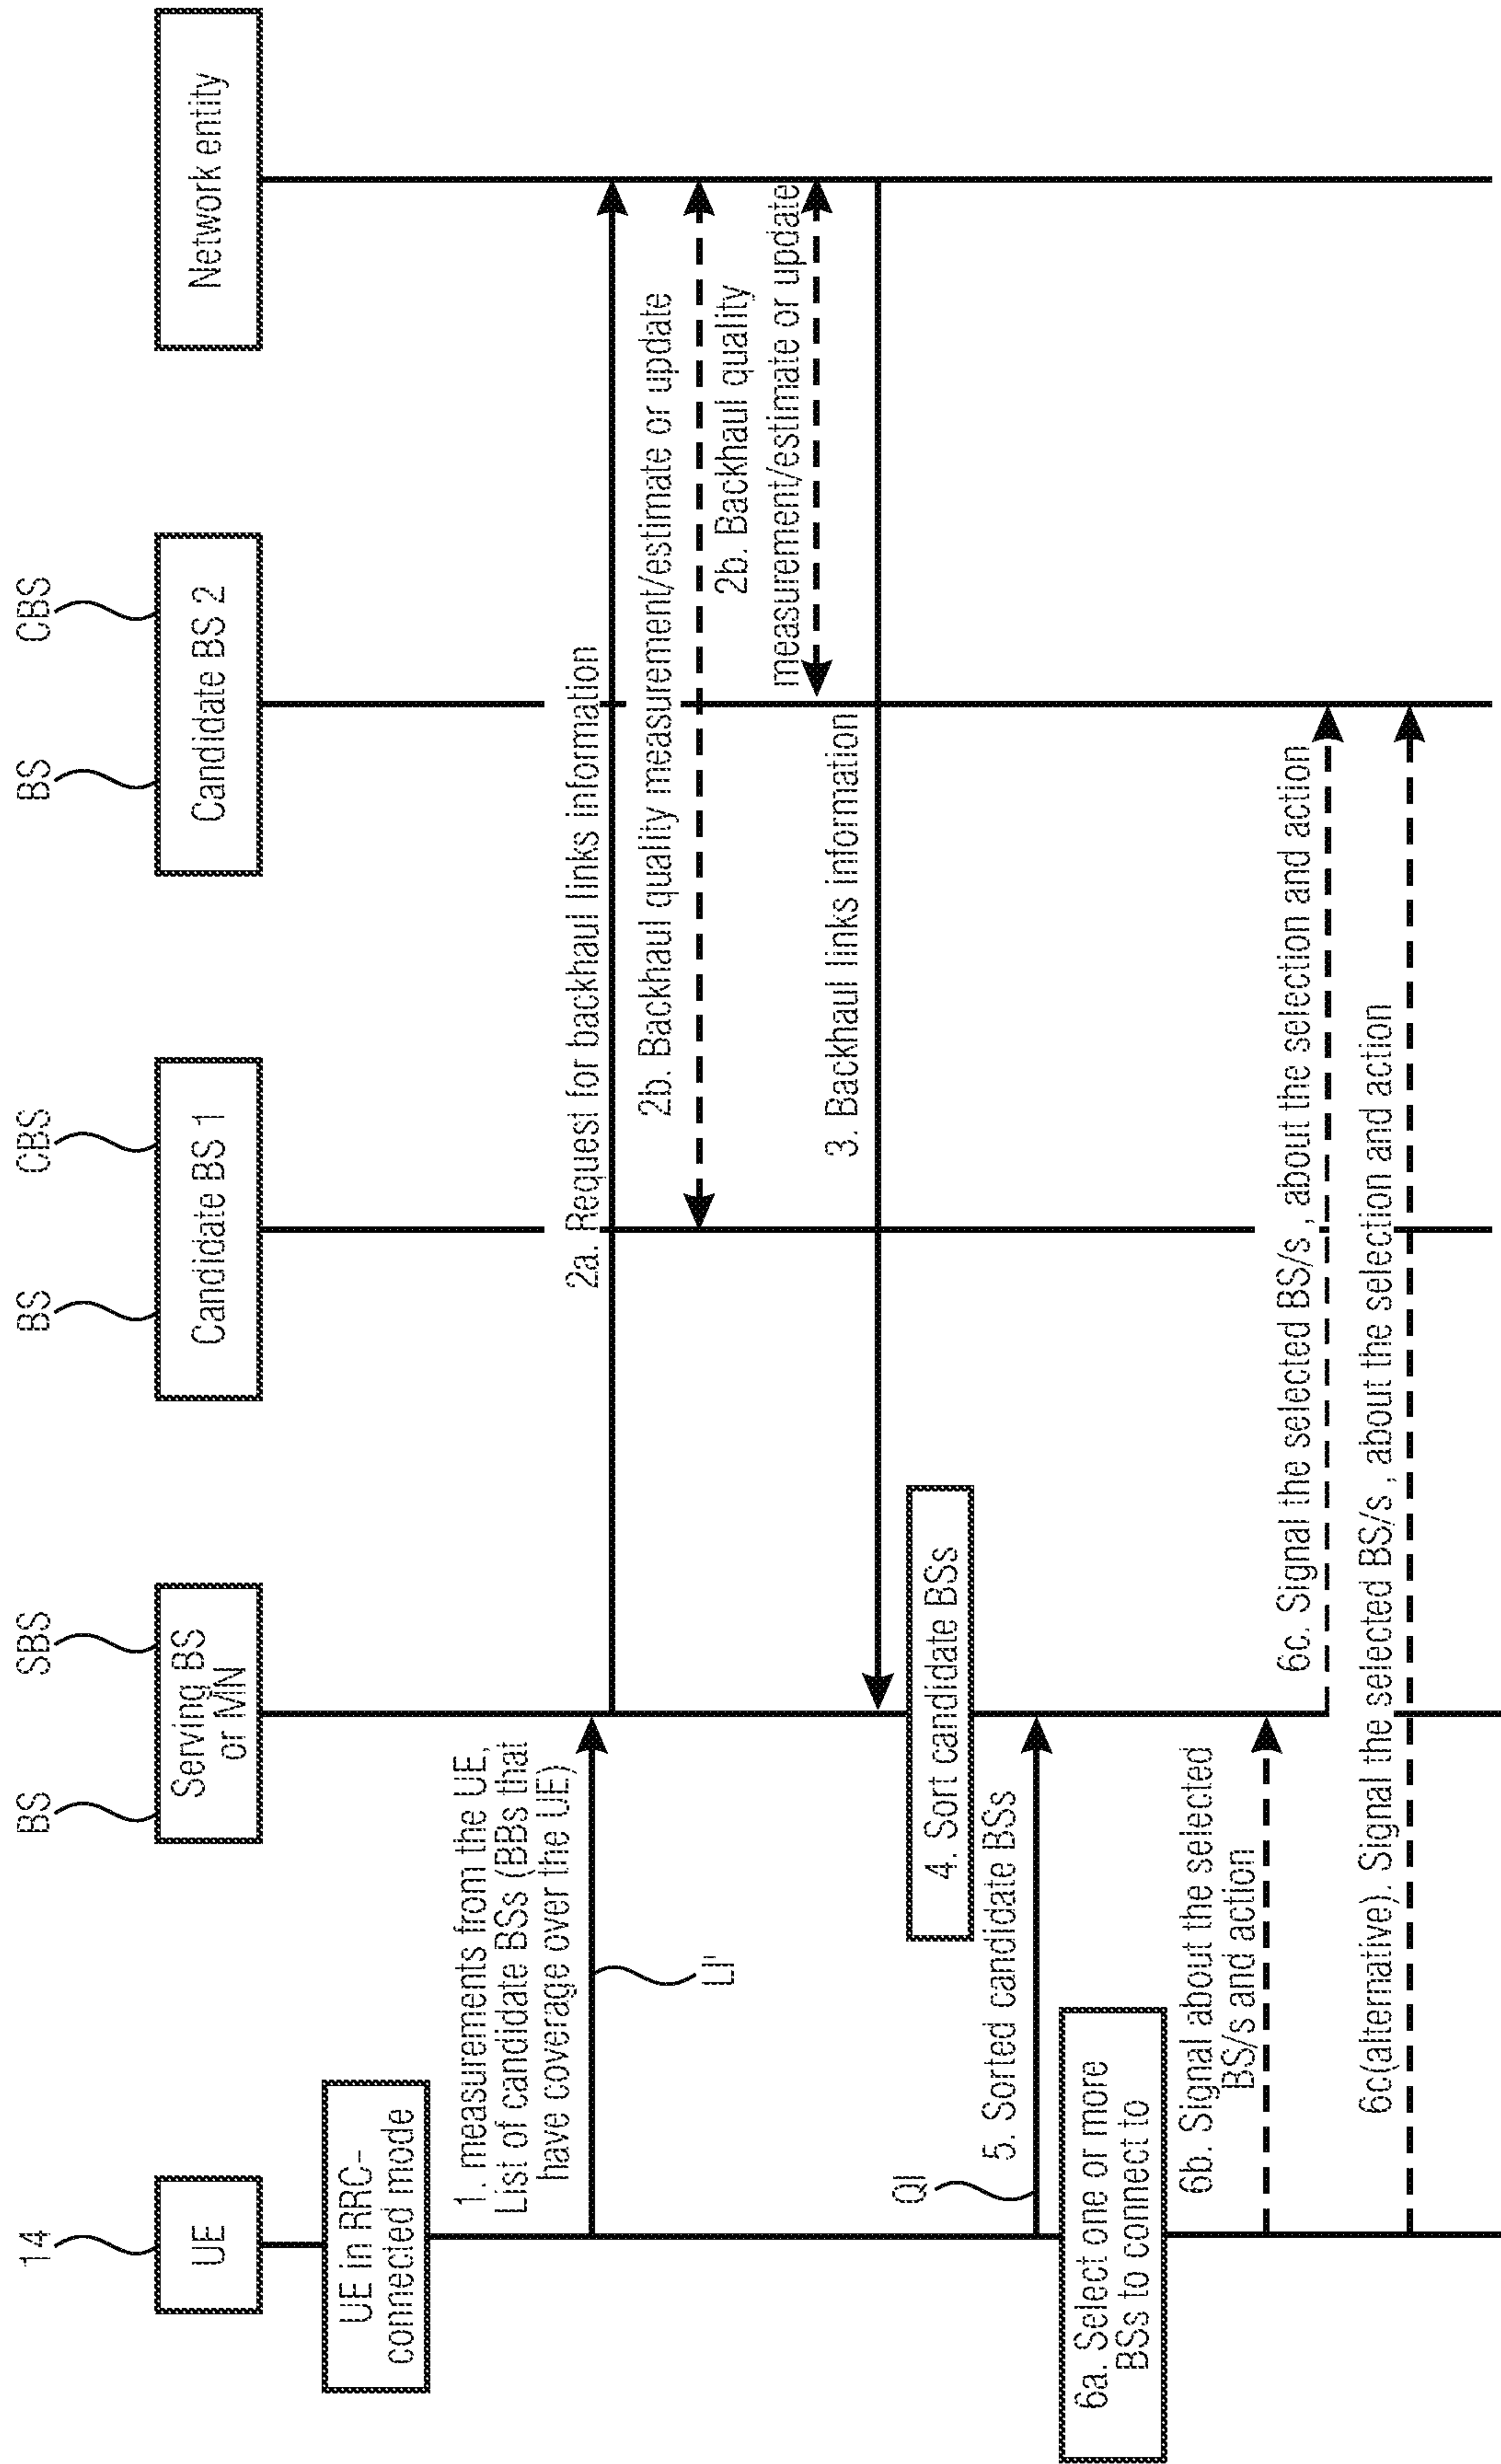 14
BS
SBS
BS
CBS
BS
CBS
UE
Serving BS
or MN
Candidate BS 1
Candidate BS 2
Network entity
UE in RRC-
connected mode
1. measurements from the UE,
List of candidate BSs (BBs that
have coverage over the UE)
LI'
2a. Request for backhaul links information
2b. Backhaul quality measurement/estimate or update
2b. Backhaul quality
measurement/estimate or update
3. Backhaul links information
4. Sort candidate BSs
QI
5. Sorted candidate BSs
6a. Select one or more
BSs to connect to
6b. Signal about the selected
BS/s and action
6c. Signal the selected BS/s , about the selection and action
6c(alternative). Signal the selected BS/s , about the selection and action